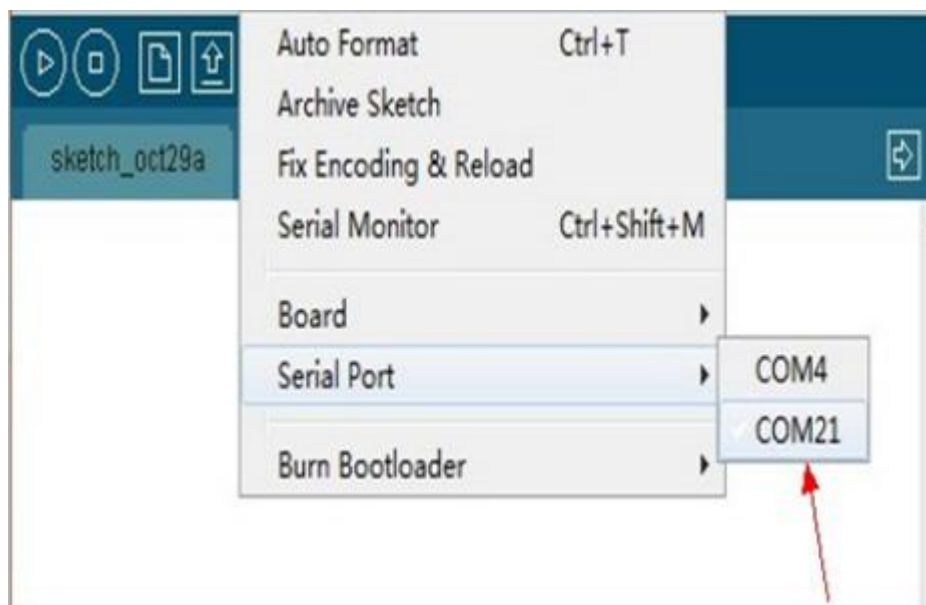 Auto Format Ctrl+T
Archive Sketch
sketch_oct29a
Fix Encoding & Reload
Serial Monitor Ctrl+Shift+M
Board
Serial Port
COM4
COM21
Burn Bootloader